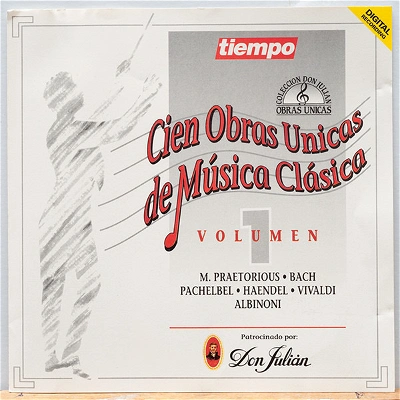 DIGITAL
RECORDING
tiempo
COLECCION DON JULIAN
OBRAS UNICAS
Cien Obras Unicas
de Música Clásica
1
VOLUMEN
M. PRAETORIOUS • BACH
PACHELBEL • HAENDEL • VIVALDI
ALBINONI
Patrocinado por:
Don Julián